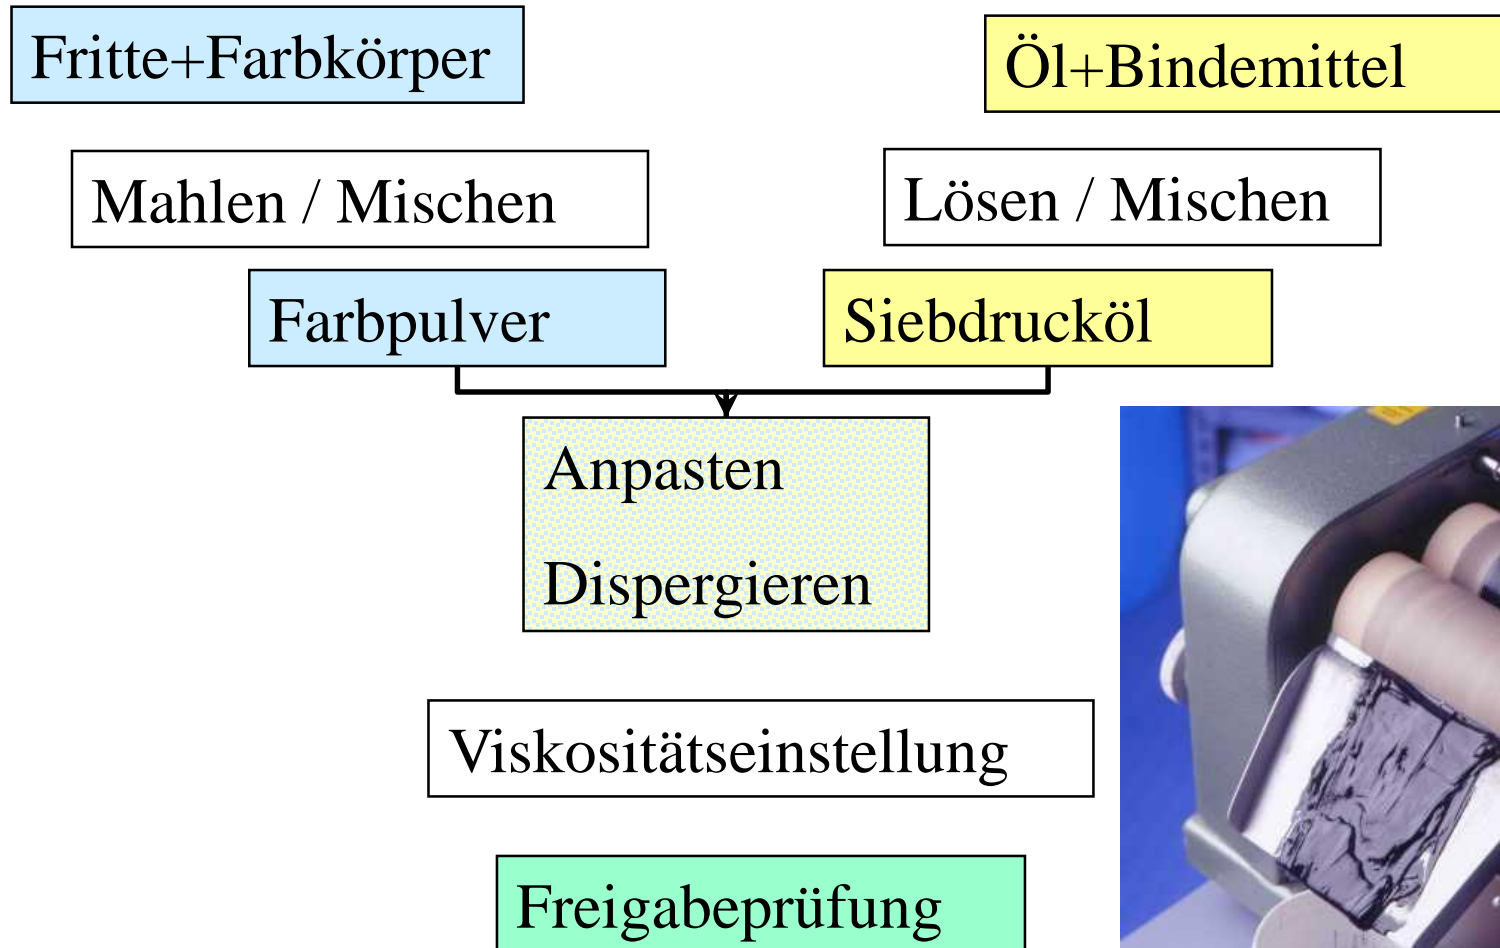 Fritte+Farbkörper
Öl+Bindemittel
Mahlen / Mischen
Lösen / Mischen
Farbpulver
Siebdrucköl
Anpasten
Dispergieren
Viskositätseinstellung
Freigabeprüfung